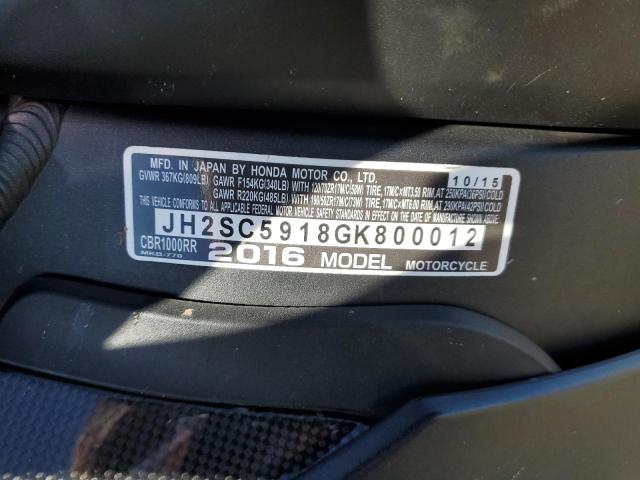 MFD. IN JAPAN BY HONDA MOTOR CO., LTD. 10/15
GVWR 367KG(809LB) GAWR F154KG(340LB) WITH 120/70ZR17M/C(58W) TIRE, 17M/C×MT3.50 RIM,AT 250KPA(36PSI)COLD
GAWR R220KG(485LB) WITH 190/50ZR17M/C(73W) TIRE, 17M/C×MT6.00 RIM,AT 290KPA(42PSI)COLD
THIS VEHICLE CONFORMS TO ALL APPLICABLE FEDERAL MOTOR VEHICLE SAFETY STANDARDS IN EFFECT ON THE DATE OF MANUFACTURE SHOWN ABOVE.
JH2SC5918GK800012
CBR1000RR 2016 MODEL MOTORCYCLE